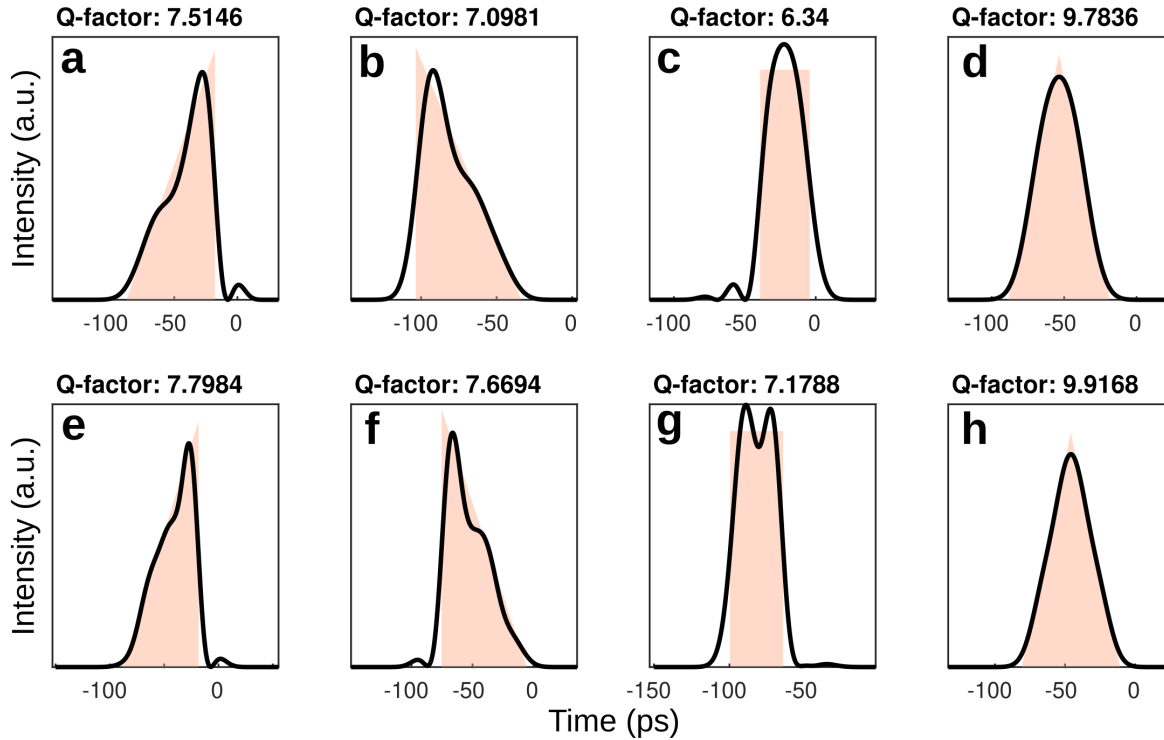 Q-factor: 7.5146 Q-factor: 7.0981 Q-factor: 6.34 Q-factor: 9.7836
a b c d
Intensity (a.u.)
-100 -50 0 -100 -50 0 -100 -50 0 -100 -50 0
Q-factor: 7.7984 Q-factor: 7.6694 Q-factor: 7.1788 Q-factor: 9.9168
e f g h
Intensity (a.u.)
-100 0 -100 -50 0 -150 -100 -50 -100 -50 0
Time (ps)